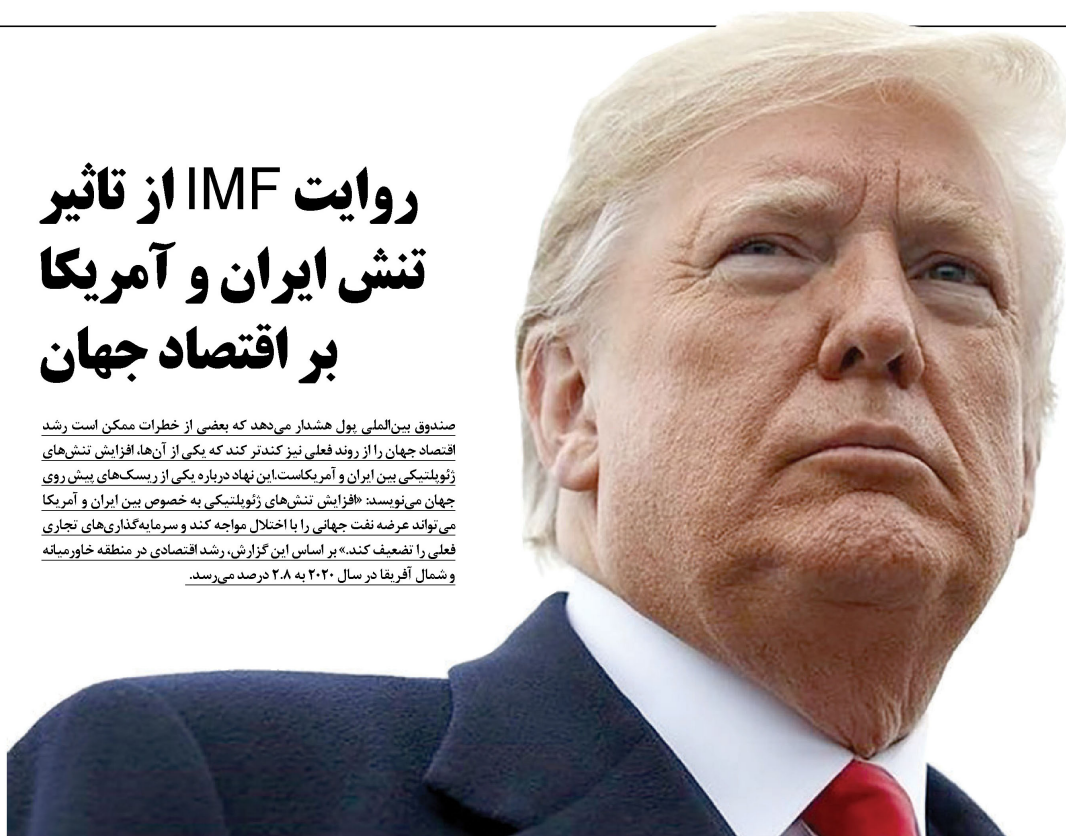 روایت IMF از تاثیر
تنش ایران و آمریکا
بر اقتصاد جهان
صندوق بین‌المللی پول هشدار می‌دهد که بعضی از خطرات ممکن است رشد
اقتصاد جهان را از روند فعلی نیز کندتر کند که یکی از آن‌ها، افزایش تنش‌های
ژئوپلتیکی بین ایران و آمریکاست.این نهاد درباره یکی از ریسک‌های پیش روی
جهان می‌نویسد: «افزایش تنش‌های ژئوپلتیکی به خصوص بین ایران و آمریکا
می‌تواند عرضه نفت جهانی را با اختلال مواجه کند و سرمایه‌گذاری‌های تجاری
فعلی را تضعیف کند.» بر اساس این گزارش، رشد اقتصادی در منطقه خاورمیانه
و شمال آفریقا در سال ۲۰۲۰ به ۲.۸ درصد می‌رسد.